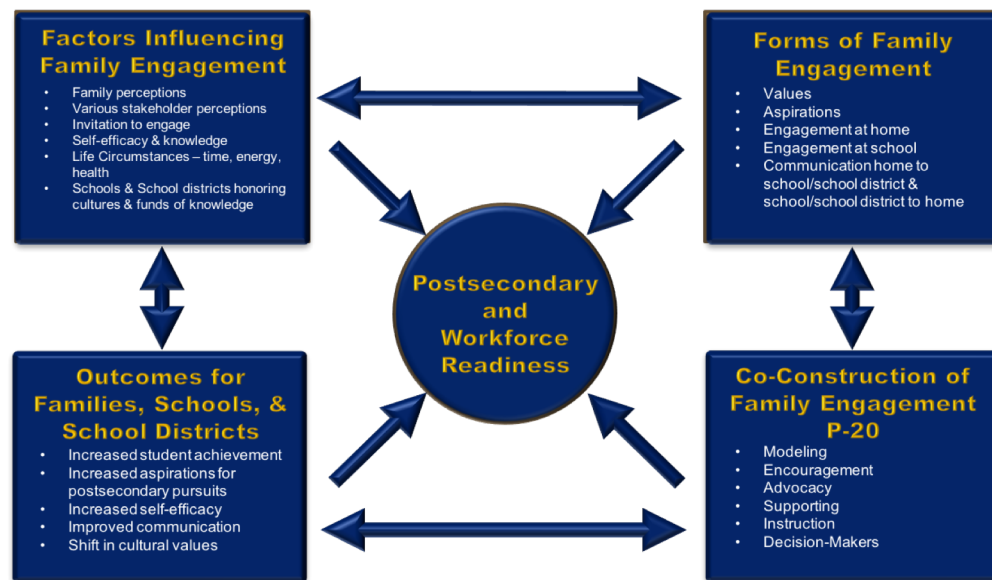 Factors Influencing
Family Engagement
• Family perceptions
• Various stakeholder perceptions
• Invitation to engage
• Self-efficacy & knowledge
• Life Circumstances – time, energy,
health
• Schools & School districts honoring
cultures & funds of knowledge
Forms of Family
Engagement
• Values
• Aspirations
• Engagement at home
• Engagement at school
• Communication home to
school/school district &
school/school district to home
Postsecondary
and
Workforce
Readiness
Outcomes for
Families, Schools, &
School Districts
• Increased student achievement
• Increased aspirations for
postsecondary pursuits
• Increased self-efficacy
• Improved communication
• Shift in cultural values
Co-Construction of
Family Engagement
P-20
• Modeling
• Encouragement
• Advocacy
• Supporting
• Instruction
• Decision-Makers